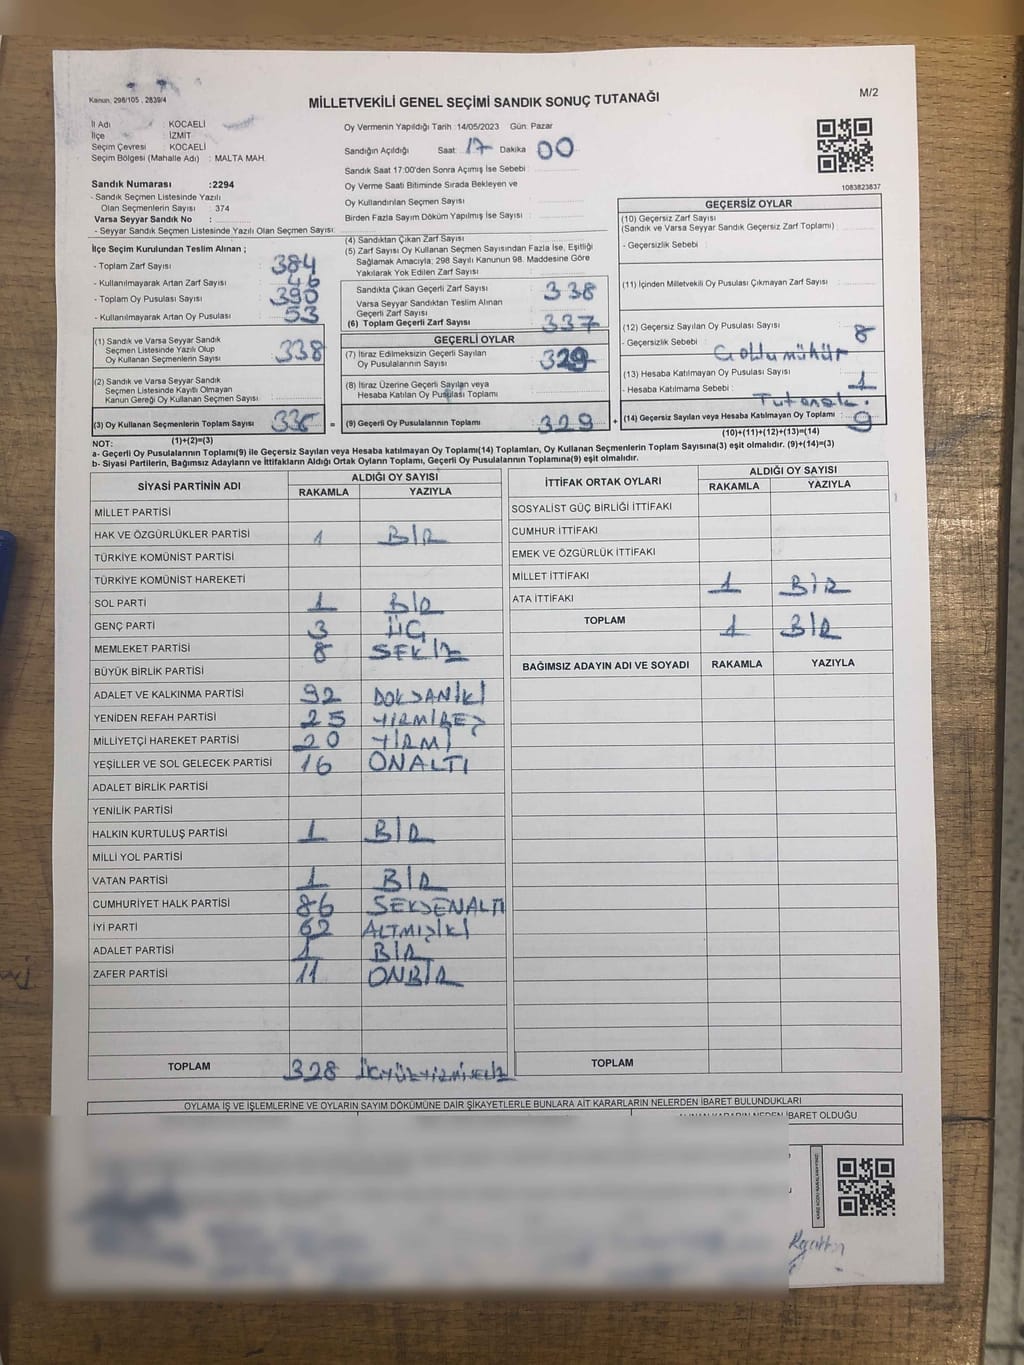 Kanun: 298/105 , 2839/4
MİLLETVEKİLİ GENEL SEÇİMİ SANDIK SONUÇ TUTANAĞI
M/2
İl Adı : KOCAELİ
İlçe : İZMİT
Seçim Çevresi : KOCAELİ
Seçim Bölgesi (Mahalle Adı) : MALTA MAH.
Sandık Numarası :2294
- Sandık Seçmen Listesinde Yazılı
Olan Seçmenlerin Sayısı : 374
Varsa Seyyar Sandık No :
- Seyyar Sandık Seçmen Listesinde Yazılı Olan Seçmen Sayısı:
Oy Vermenin Yapıldığı Tarih :14/05/2023 Gün: Pazar
Sandığın Açıldığı Saat: 17 Dakika 00
Sandık Saat 17:00'den Sonra Açımış İse Sebebi :
Oy Verme Saati Bitiminde Sırada Bekleyen ve
Oy Kullandırılan Seçmen Sayısı :
Birden Fazla Sayım Döküm Yapılmış İse Sayısı :
1083823837
İlçe Seçim Kurulundan Teslim Alınan ;
- Toplam Zarf Sayısı : 384
- Kullanılmayarak Artan Zarf Sayısı : 46
- Toplam Oy Pusulası Sayısı : 390
- Kullanılmayarak Artan Oy Pusulası : 53
(1) Sandık ve Varsa Seyyar Sandık
Seçmen Listesinde Yazılı Olup
Oy Kullanan Seçmenlerin Sayısı : 338
(2) Sandık ve Varsa Seyyar Sandık
Seçmen Listesinde Kayıtlı Olmayan
Kanun Gereği Oy Kullanan Seçmen Sayısı :
(3) Oy Kullanan Seçmenlerin Toplam Sayısı :
(1)+(2)=(3)
(4) Sandıktan Çıkan Zarf Sayısı :
(5) Zarf Sayısı Oy Kullanan Seçmen Sayısından Fazla İse, Eşitliği
Sağlamak Amacıyla; 298 Sayılı Kanunun 98. Maddesine Göre
Yakılarak Yok Edilen Zarf Sayısı :
Sandıkta Çıkan Geçerli Zarf Sayısı : 338
Varsa Seyyar Sandıktan Teslim Alınan
Geçerli Zarf Sayısı :
(6) Toplam Geçerli Zarf Sayısı : 337
GEÇERLİ OYLAR
(7) İtiraz Edilmeksizin Geçerli Sayılan
Oy Pusulalarının Sayısı : 329
(8) İtiraz Üzerine Geçerli Sayılan veya
Hesaba Katılan Oy Pusulası Toplamı :
= (9) Geçerli Oy Pusulalarının Toplamı : 329 +
GEÇERSİZ OYLAR
(10) Geçersiz Zarf Sayısı
(Sandık ve Varsa Seyyar Sandık Geçersiz Zarf Toplamı) :
- Geçersizlik Sebebi :
(11) İçinden Milletvekili Oy Pusulası Çıkmayan Zarf Sayısı :
(12) Geçersiz Sayılan Oy Pusulası Sayısı : 8
- Geçersizlik Sebebi :
(13) Hesaba Katılmayan Oy Pusulası Sayısı : 1
- Hesaba Katılmama Sebebi :
(14) Geçersiz Sayılan veya Hesaba Katılmayan Oy Toplamı : 9
(10)+(11)+(12)+(13)=(14)
NOT:
a- Geçerli Oy Pusulalarının Toplamı(9) ile Geçersiz Sayılan veya Hesaba katılmayan Oy Toplamı(14) Toplamları, Oy Kullanan Seçmenlerin Toplam Sayısına(3) eşit olmalıdır. (9)+(14)=(3)
b- Siyasi Partilerin, Bağımsız Adayların ve İttifakların Aldığı Ortak Oyların Toplamı, Geçerli Oy Pusulalarının Toplamına(9) eşit olmalıdır.
SİYASİ PARTİNİN ADI ALDIĞI OY SAYISI
RAKAMLA YAZIYLA
MİLLET PARTİSİ
HAK VE ÖZGÜRLÜKLER PARTİSİ 1 BİR
TÜRKİYE KOMÜNİST PARTİSİ
TÜRKİYE KOMÜNİST HAREKETİ
SOL PARTİ 1 BİR
GENÇ PARTİ 3 ÜÇ
MEMLEKET PARTİSİ 8 SEKİZ
BÜYÜK BİRLİK PARTİSİ
ADALET VE KALKINMA PARTİSİ 92 DOKSANİKİ
YENİDEN REFAH PARTİSİ 25 YİRMİBEŞ
MİLLİYETÇİ HAREKET PARTİSİ 20 YİRMİ
YEŞİLLER VE SOL GELECEK PARTİSİ 16 ONALTI
ADALET BİRLİK PARTİSİ
YENİLİK PARTİSİ
HALKIN KURTULUŞ PARTİSİ 1 BİR
MİLLİ YOL PARTİSİ
VATAN PARTİSİ 1 BİR
CUMHURİYET HALK PARTİSİ 86 SEKSENALTI
İYİ PARTİ 62 ALTMIŞİKİ
ADALET PARTİSİ 1 BİR
ZAFER PARTİSİ 11 ONBİR
TOPLAM 328
İTTİFAK ORTAK OYLARI ALDIĞI OY SAYISI
RAKAMLA YAZIYLA
SOSYALİST GÜÇ BİRLİĞİ İTTİFAKI
CUMHUR İTTİFAKI
EMEK VE ÖZGÜRLÜK İTTİFAKI
MİLLET İTTİFAKI 1 BİR
ATA İTTİFAKI
TOPLAM 1 BİR
BAĞIMSIZ ADAYIN ADI VE SOYADI RAKAMLA YAZIYLA
TOPLAM
OYLAMA İŞ VE İŞLEMLERİNE VE OYLARIN SAYIM DÖKÜMÜNE DAİR ŞİKAYETLERLE BUNLARA AİT KARARLARIN NELERDEN İBARET BULUNDUKLARI
ALINAN KARARIN NEDEN İBARET OLDUĞU